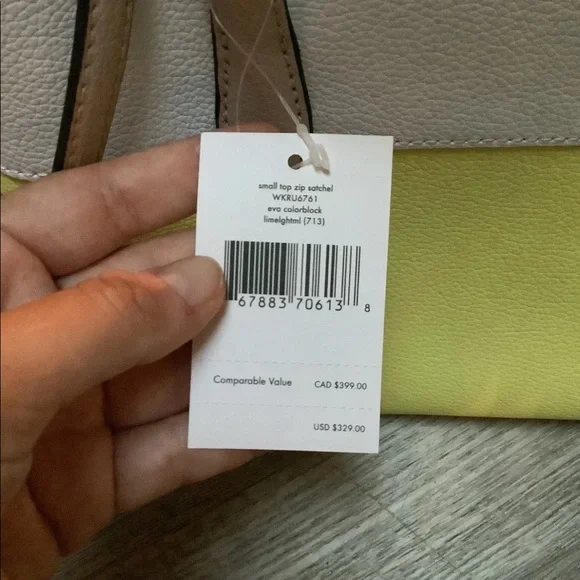 small top zip satchel
WKRU6761
eva colorblock
limelghtml (713)
67883 70613 8
Comparable Value CAD $399.00
USD $329.00